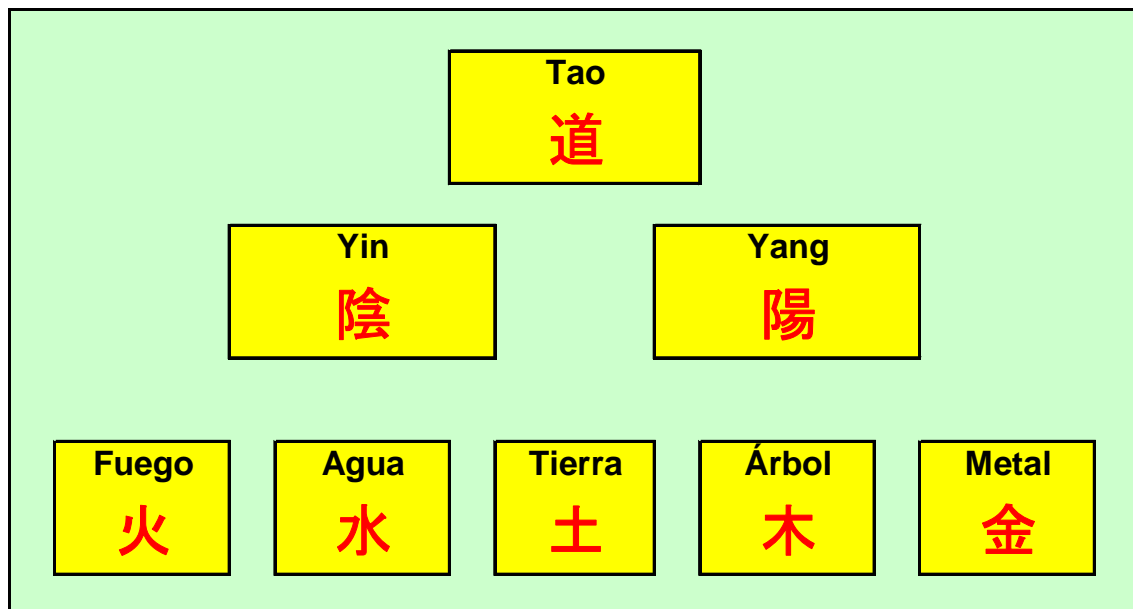 Tao
道
Yin
陰
Yang
陽
Fuego
火
Agua
水
Tierra
土
Árbol
木
Metal
金